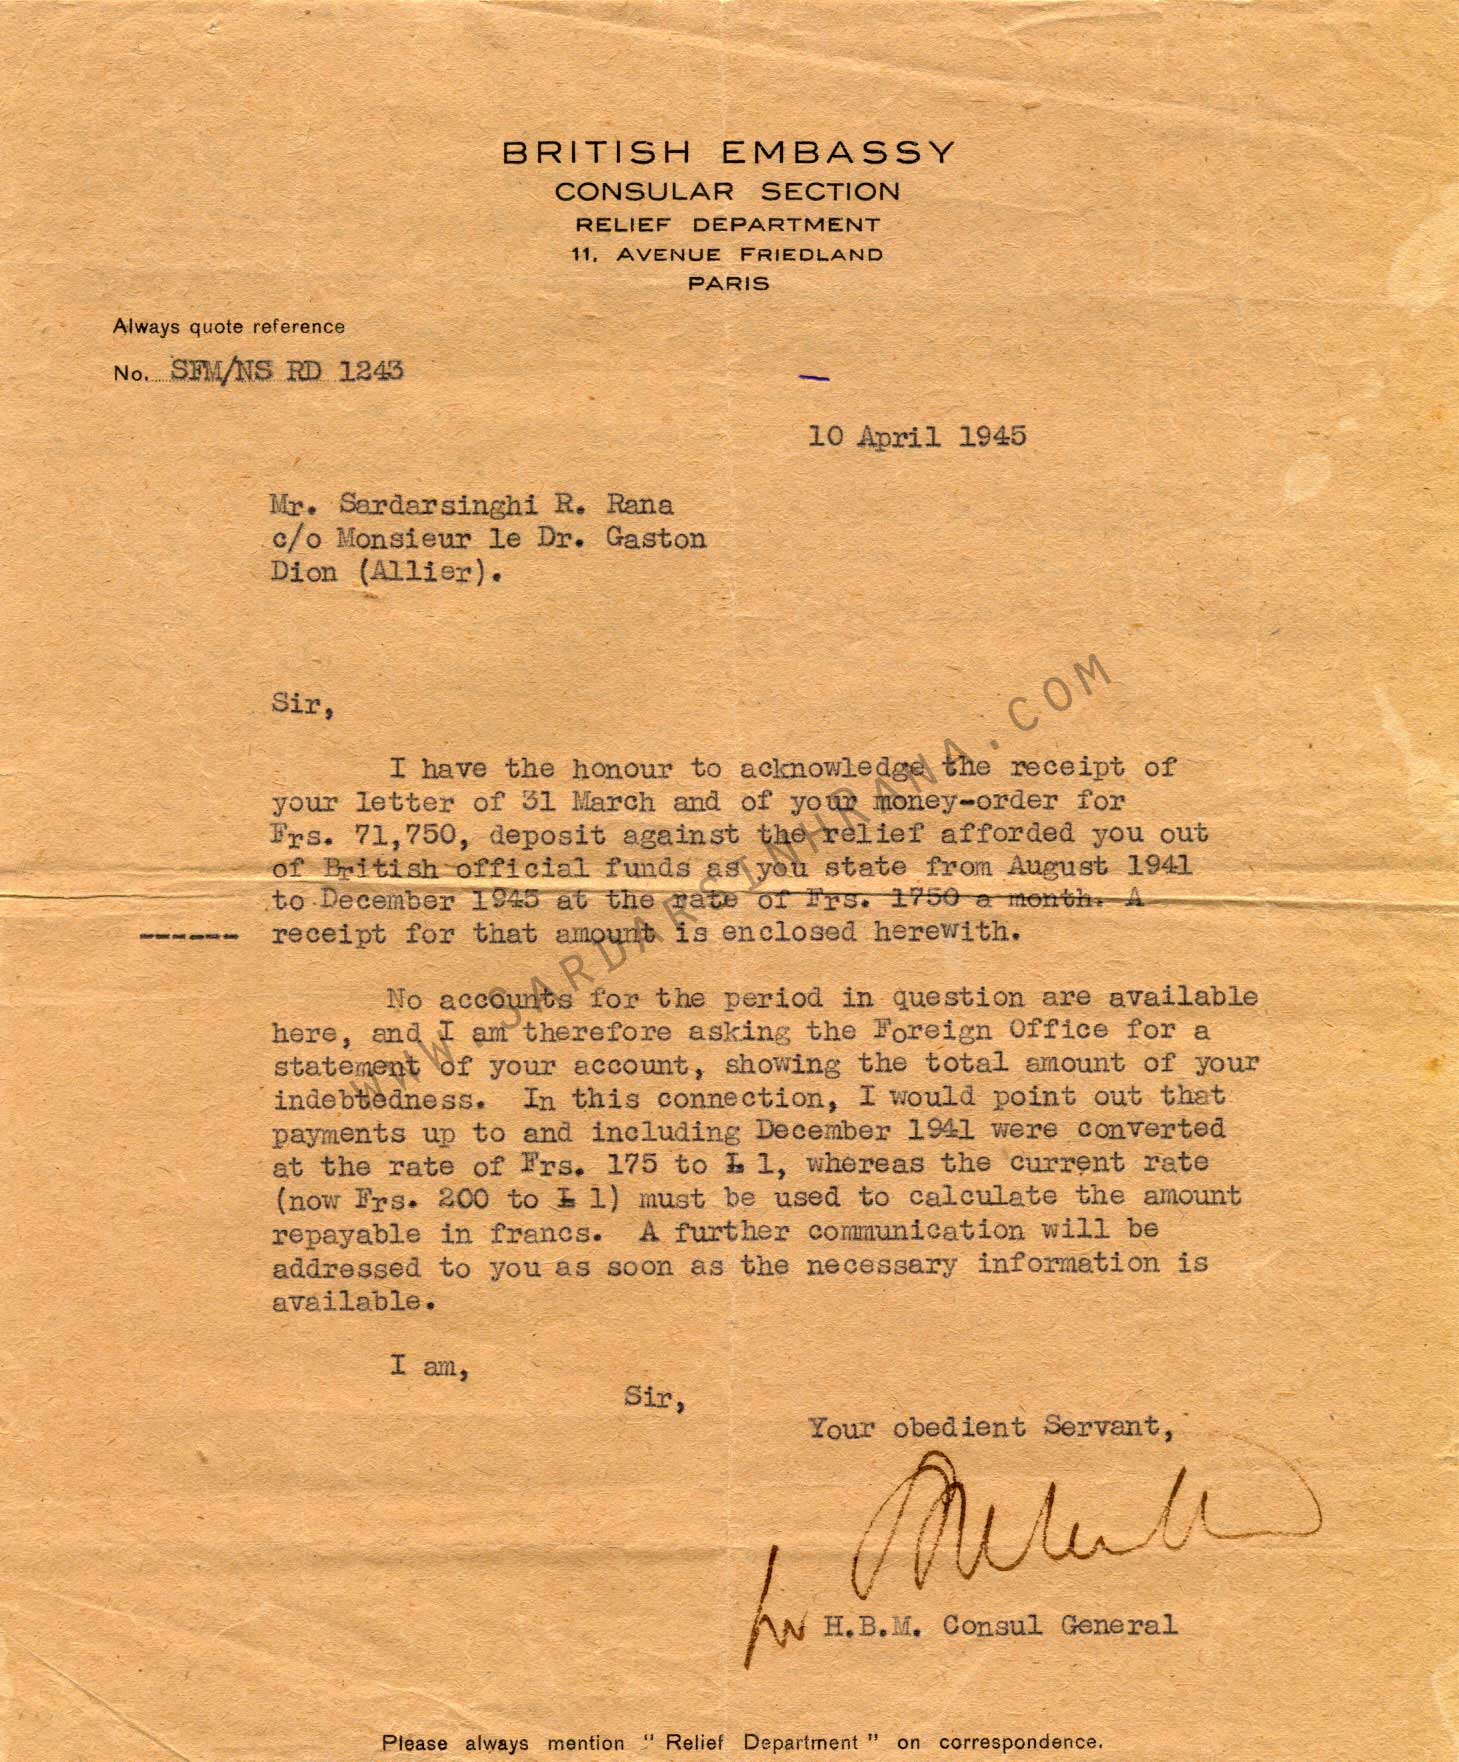 BRITISH EMBASSY
CONSULAR SECTION
RELIEF DEPARTMENT
11, AVENUE FRIEDLAND
PARIS
Always quote reference
No. SFM/NS RD 1243
10 April 1945
Mr. Sardarsinghi R. Rana
c/o Monsieur le Dr. Gaston
Dion (Allier).
Sir,
I have the honour to acknowledge the receipt of
your letter of 31 March and of your money-order for
Frs. 71,750, deposit against the relief afforded you out
of British official funds as you state from August 1941
to December 1945 at the rate of Frs. 1750 a month. A
------ receipt for that amount is enclosed herewith.
No accounts for the period in question are available
here, and I am therefore asking the Foreign Office for a
statement of your account, showing the total amount of your
indebtedness. In this connection, I would point out that
payments up to and including December 1941 were converted
at the rate of Frs. 175 to £ 1, whereas the current rate
(now Frs. 200 to £ 1) must be used to calculate the amount
repayable in francs. A further communication will be
addressed to you as soon as the necessary information is
available.
I am,
Sir,
Your obedient Servant,
for H.B.M. Consul General
Please always mention " Relief Department " on correspondence.
WWW.SARDARSINHRANA.COM